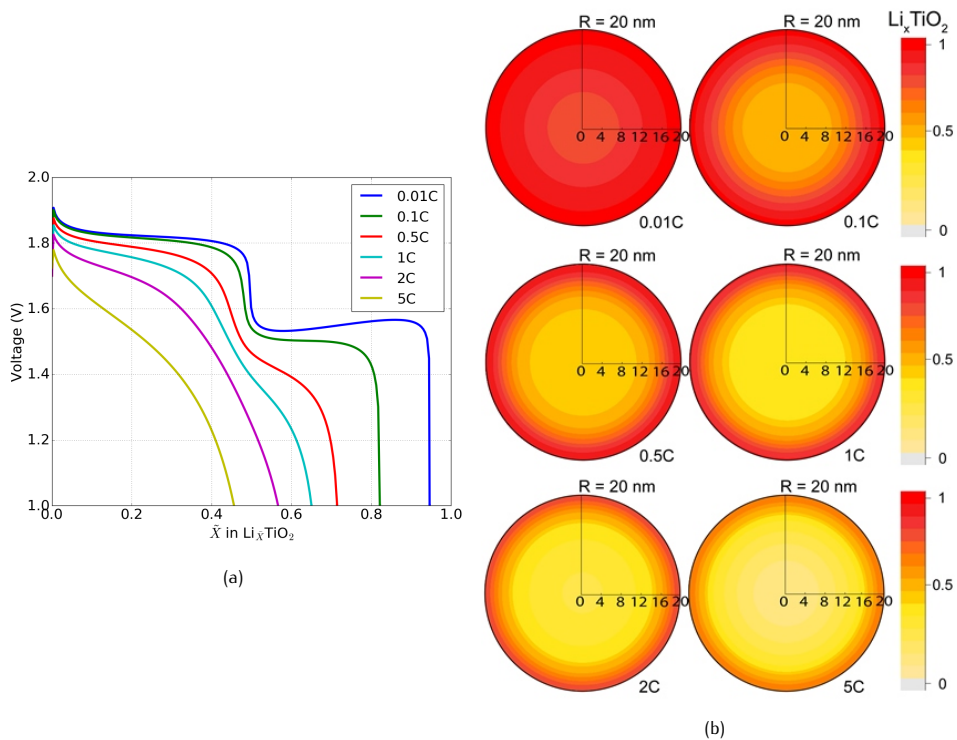 2.0
1.8
1.6
1.4
1.2
1.0
Voltage (V)
0.01C
0.1C
0.5C
1C
2C
5C
0.0 0.2 0.4 0.6 0.8 1.0
X̃ in Li_X̃TiO₂
(a)
R = 20 nm R = 20 nm LiₓTiO₂
1
0.5
0
0 4 8 12 16 20 0 4 8 12 16 20
0.01C 0.1C
R = 20 nm R = 20 nm
1
0.5
0
0 4 8 12 16 20 0 4 8 12 16 20
0.5C 1C
R = 20 nm R = 20 nm
1
0.5
0
0 4 8 12 16 20 0 4 8 12 16 20
2C 5C
(b)